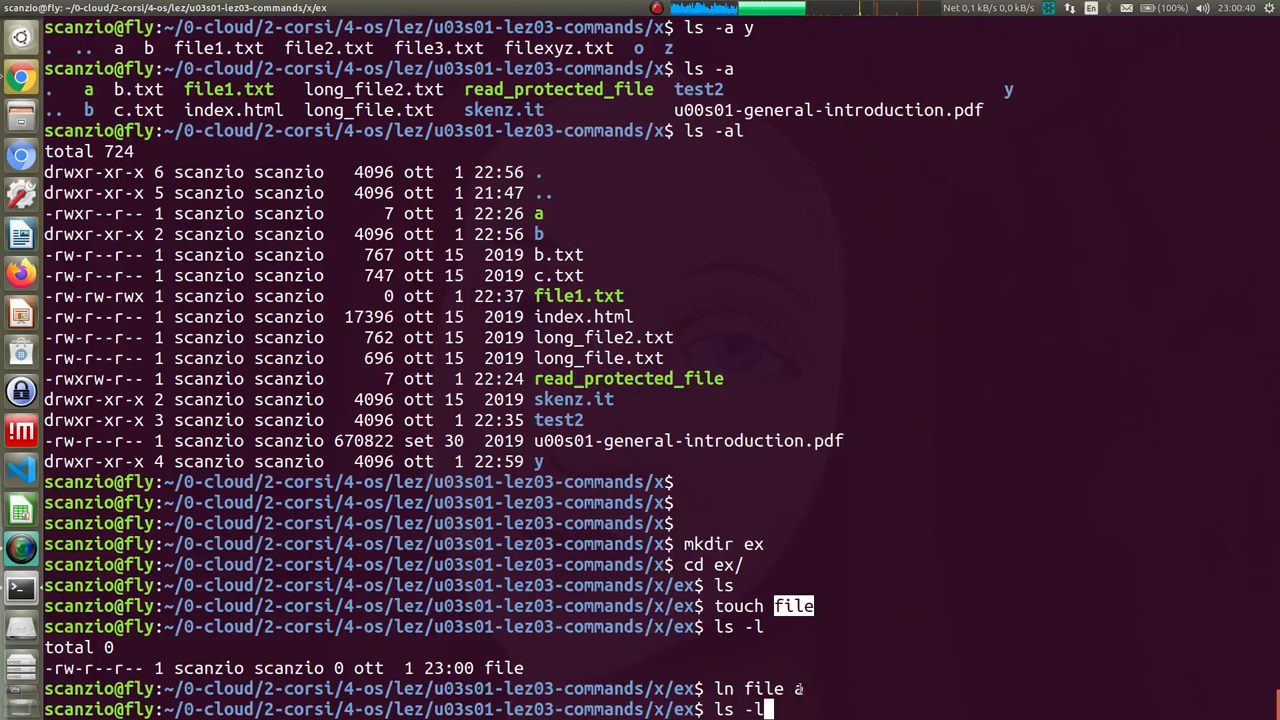 scanzio@fly: ~/0-cloud/2-corsi/4-os/lez/u03s01-lez03-commands/x/ex
Net 0,1 kB/s 0,0 kB/s En (100%) 23:00:40
scanzio@fly:~/0-cloud/2-corsi/4-os/lez/u03s01-lez03-commands/x$ ls -a y
. .. a b file1.txt file2.txt file3.txt filexyz.txt o z
scanzio@fly:~/0-cloud/2-corsi/4-os/lez/u03s01-lez03-commands/x$ ls -a
. a b.txt file1.txt long_file2.txt read_protected_file test2 y
.. b c.txt index.html long_file.txt skenz.it u00s01-general-introduction.pdf
scanzio@fly:~/0-cloud/2-corsi/4-os/lez/u03s01-lez03-commands/x$ ls -al
total 724
drwxr-xr-x 6 scanzio scanzio 4096 ott 1 22:56 .
drwxr-xr-x 5 scanzio scanzio 4096 ott 1 21:47 ..
-rwxr--r-- 1 scanzio scanzio 7 ott 1 22:26 a
drwxr-xr-x 2 scanzio scanzio 4096 ott 1 22:56 b
-rw-r--r-- 1 scanzio scanzio 767 ott 15 2019 b.txt
-rw-r--r-- 1 scanzio scanzio 747 ott 15 2019 c.txt
-rw-rw-rwx 1 scanzio scanzio 0 ott 1 22:37 file1.txt
-rw-r--r-- 1 scanzio scanzio 17396 ott 15 2019 index.html
-rw-r--r-- 1 scanzio scanzio 762 ott 15 2019 long_file2.txt
-rw-r--r-- 1 scanzio scanzio 696 ott 15 2019 long_file.txt
-rwxrw-r-- 1 scanzio scanzio 7 ott 1 22:24 read_protected_file
drwxr-xr-x 2 scanzio scanzio 4096 ott 15 2019 skenz.it
drwxr-xr-x 3 scanzio scanzio 4096 ott 1 22:35 test2
-rw-r--r-- 1 scanzio scanzio 670822 set 30 2019 u00s01-general-introduction.pdf
drwxr-xr-x 4 scanzio scanzio 4096 ott 1 22:59 y
scanzio@fly:~/0-cloud/2-corsi/4-os/lez/u03s01-lez03-commands/x$
scanzio@fly:~/0-cloud/2-corsi/4-os/lez/u03s01-lez03-commands/x$
scanzio@fly:~/0-cloud/2-corsi/4-os/lez/u03s01-lez03-commands/x$
scanzio@fly:~/0-cloud/2-corsi/4-os/lez/u03s01-lez03-commands/x$ mkdir ex
scanzio@fly:~/0-cloud/2-corsi/4-os/lez/u03s01-lez03-commands/x$ cd ex/
scanzio@fly:~/0-cloud/2-corsi/4-os/lez/u03s01-lez03-commands/x/ex$ ls
scanzio@fly:~/0-cloud/2-corsi/4-os/lez/u03s01-lez03-commands/x/ex$ touch file
scanzio@fly:~/0-cloud/2-corsi/4-os/lez/u03s01-lez03-commands/x/ex$ ls -l
total 0
-rw-r--r-- 1 scanzio scanzio 0 ott 1 23:00 file
scanzio@fly:~/0-cloud/2-corsi/4-os/lez/u03s01-lez03-commands/x/ex$ ln file a
scanzio@fly:~/0-cloud/2-corsi/4-os/lez/u03s01-lez03-commands/x/ex$ ls -l